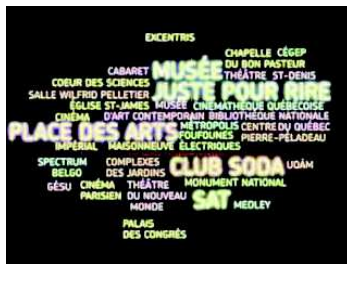 EXCENTRIS
CHAPELLE CÉGEP
DU BON PASTEUR
CABARET MUSÉE THÉÂTRE ST-DENIS
COEUR DES SCIENCES JUSTE POUR RIRE
SALLE WILFRID PELLETIER
ÉGLISE ST-JAMES MUSÉE CINÉMATHÈQUE QUÉBÉCOISE
CINÉMA D'ART CONTEMPORAIN BIBLIOTHÈQUE NATIONALE
PLACE DES ARTS MÉTROPOLIS CENTRE DU QUÉBEC
FOUFOUNES PIERRE-PÉLADEAU
IMPÉRIAL MAISONNEUVE ÉLECTRIQUES
SPECTRUM COMPLEXES CLUB SODA UQÀM
BELGO DES JARDINS
GÉSU CINÉMA THÉÂTRE MONUMENT NATIONAL
PARISIEN DU NOUVEAU SAT MEDLEY
MONDE
PALAIS
DES CONGRÈS